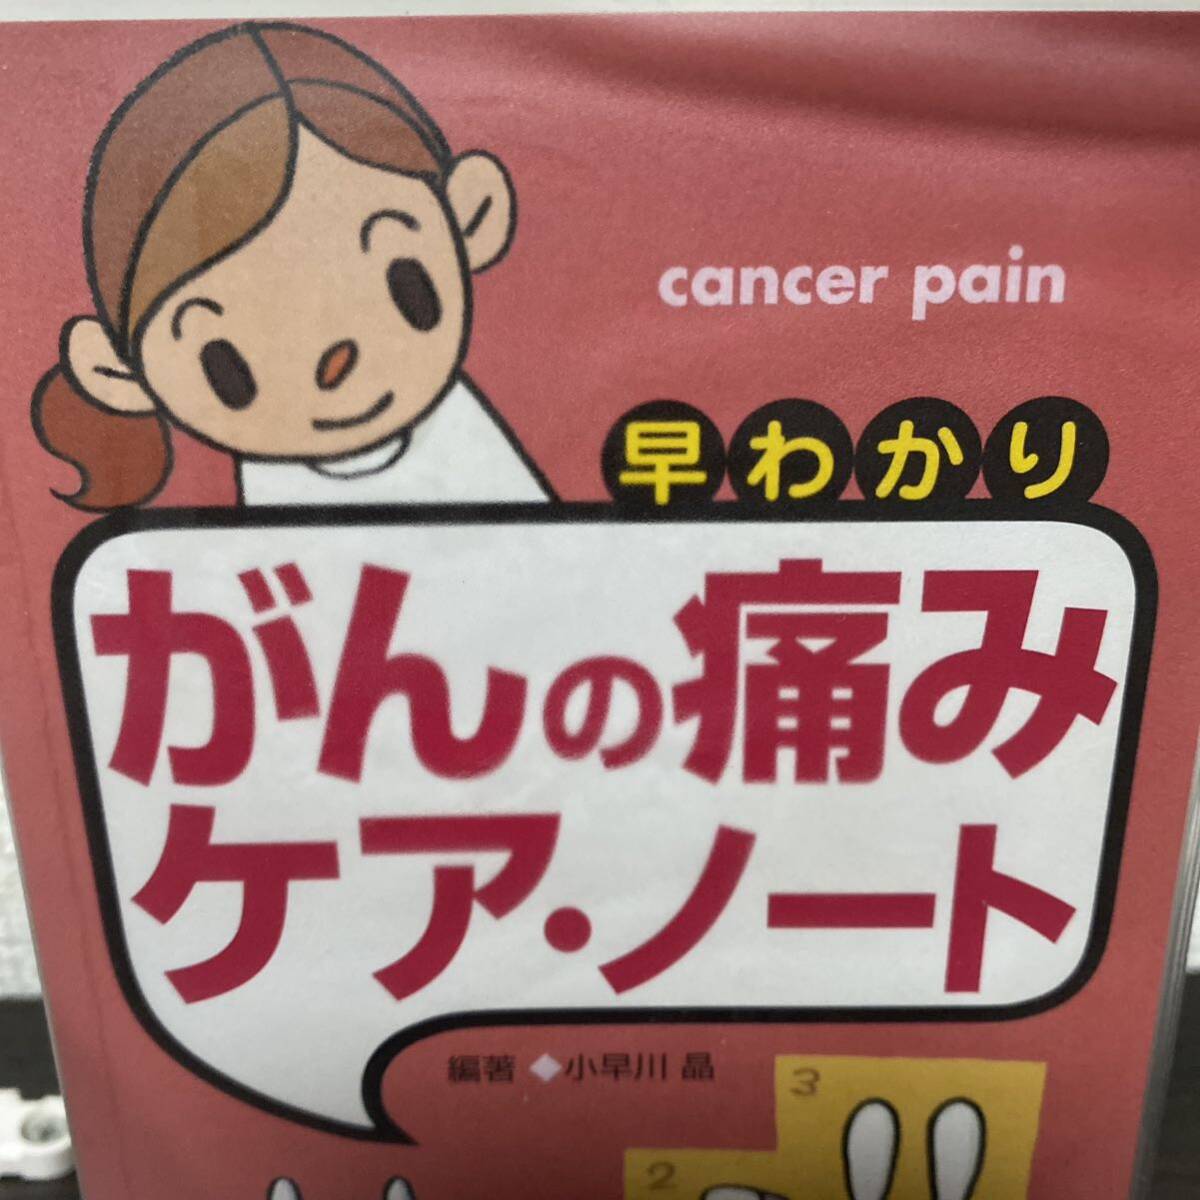 cancer pain
早わかり
がんの痛み
ケア・ノート
編著◆小早川 晶
3
2